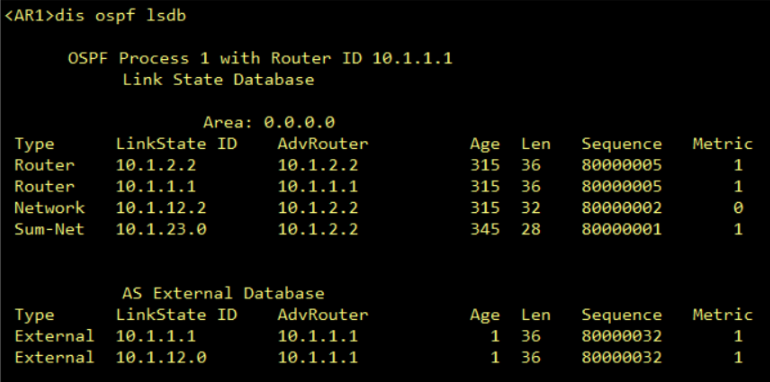 <AR1>dis ospf lsdb
OSPF Process 1 with Router ID 10.1.1.1
Link State Database
Area: 0.0.0.0
Type LinkState ID AdvRouter Age Len Sequence Metric
Router 10.1.2.2 10.1.2.2 315 36 80000005 1
Router 10.1.1.1 10.1.1.1 315 36 80000005 1
Network 10.1.12.2 10.1.2.2 315 32 80000002 0
Sum-Net 10.1.23.0 10.1.2.2 345 28 80000001 1
AS External Database
Type LinkState ID AdvRouter Age Len Sequence Metric
External 10.1.1.1 10.1.1.1 1 36 80000032 1
External 10.1.12.0 10.1.1.1 1 36 80000032 1